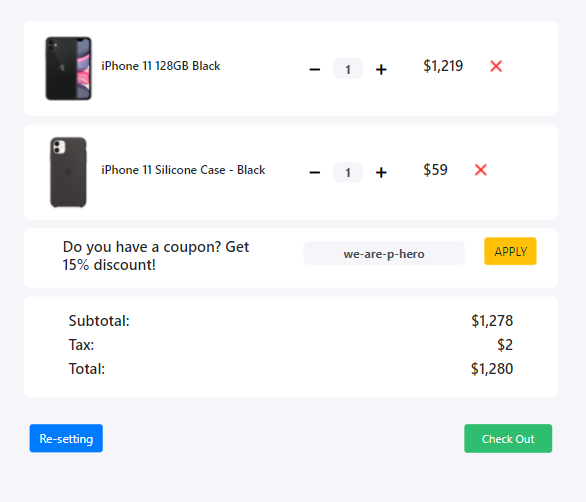 iPhone 11 128GB Black − 1 + $1,219 ×
iPhone 11 Silicone Case - Black − 1 + $59 ×
Do you have a coupon? Get
15% discount!
we-are-p-hero APPLY
Subtotal: $1,278
Tax: $2
Total: $1,280
Re-setting Check Out